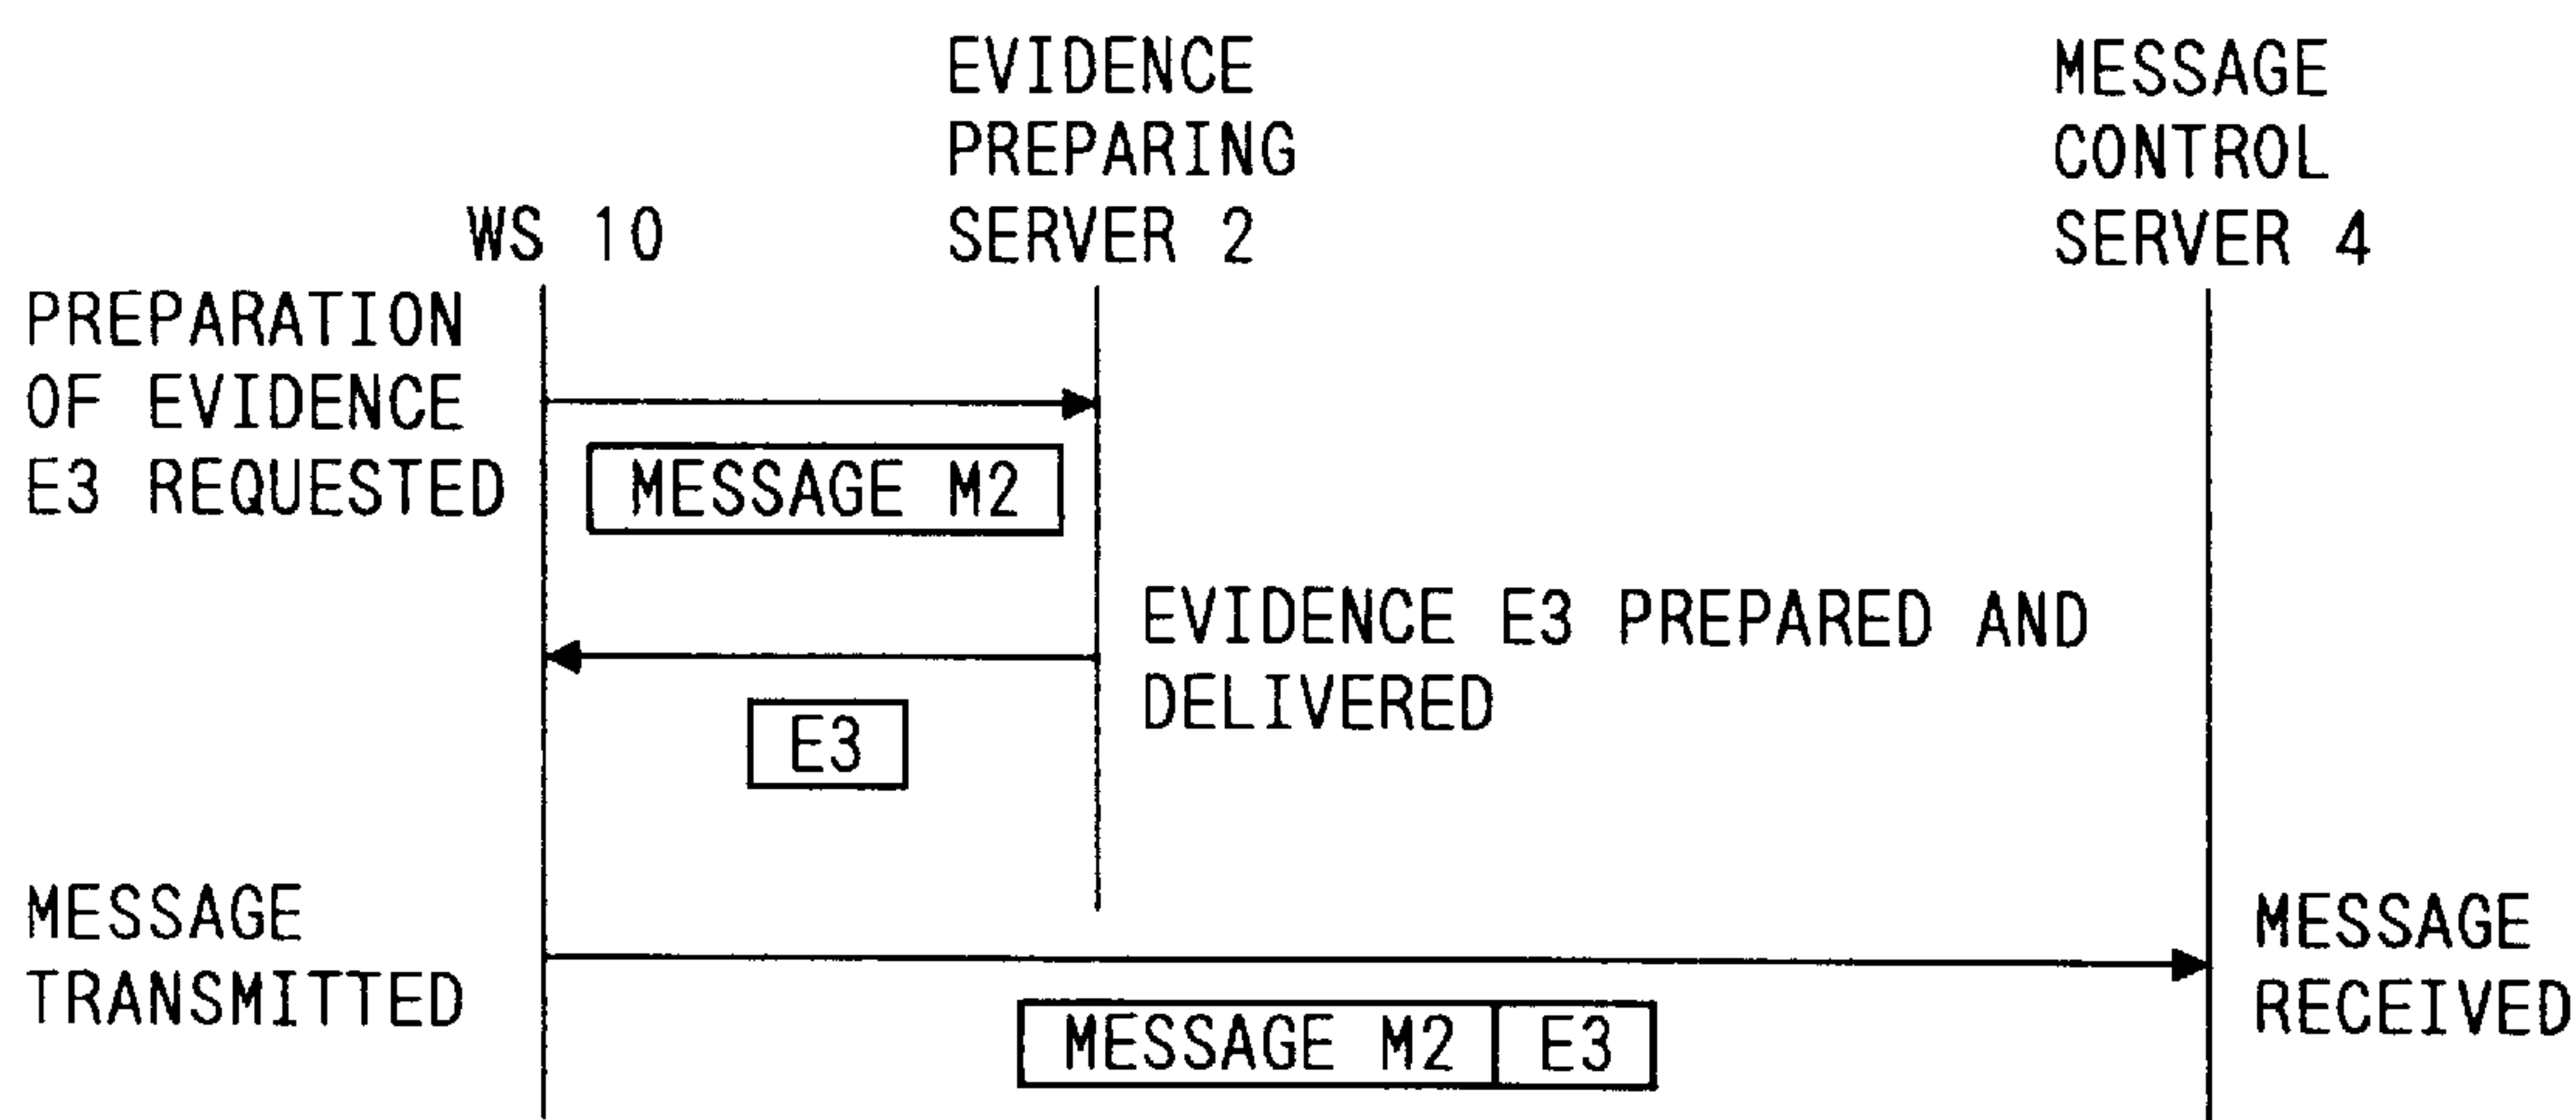 EVIDENCE
PREPARING
SERVER 2
MESSAGE
CONTROL
SERVER 4
WS 10
PREPARATION
OF EVIDENCE
E3 REQUESTED
MESSAGE M2
EVIDENCE E3 PREPARED AND
DELIVERED
E3
MESSAGE
TRANSMITTED
MESSAGE
RECEIVED
MESSAGE M2 E3